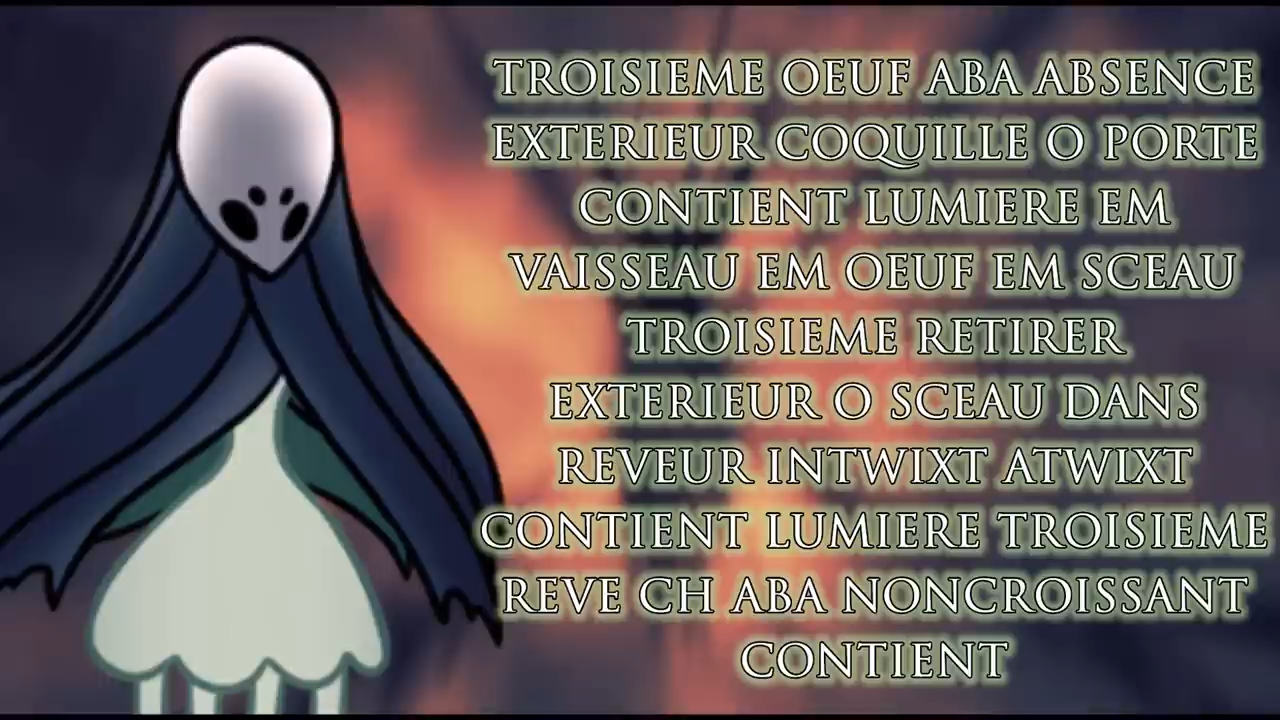 TROISIEME OEUF ABA ABSENCE
EXTERIEUR COQUILLE O PORTE
CONTIENT LUMIERE EM
VAISSEAU EM OEUF EM SCEAU
TROISIEME RETIRER
EXTERIEUR O SCEAU DANS
REVEUR INTWIXT ATWIXT
CONTIENT LUMIERE TROISIEME
REVE CH ABA NONCROISSANT
CONTIENT